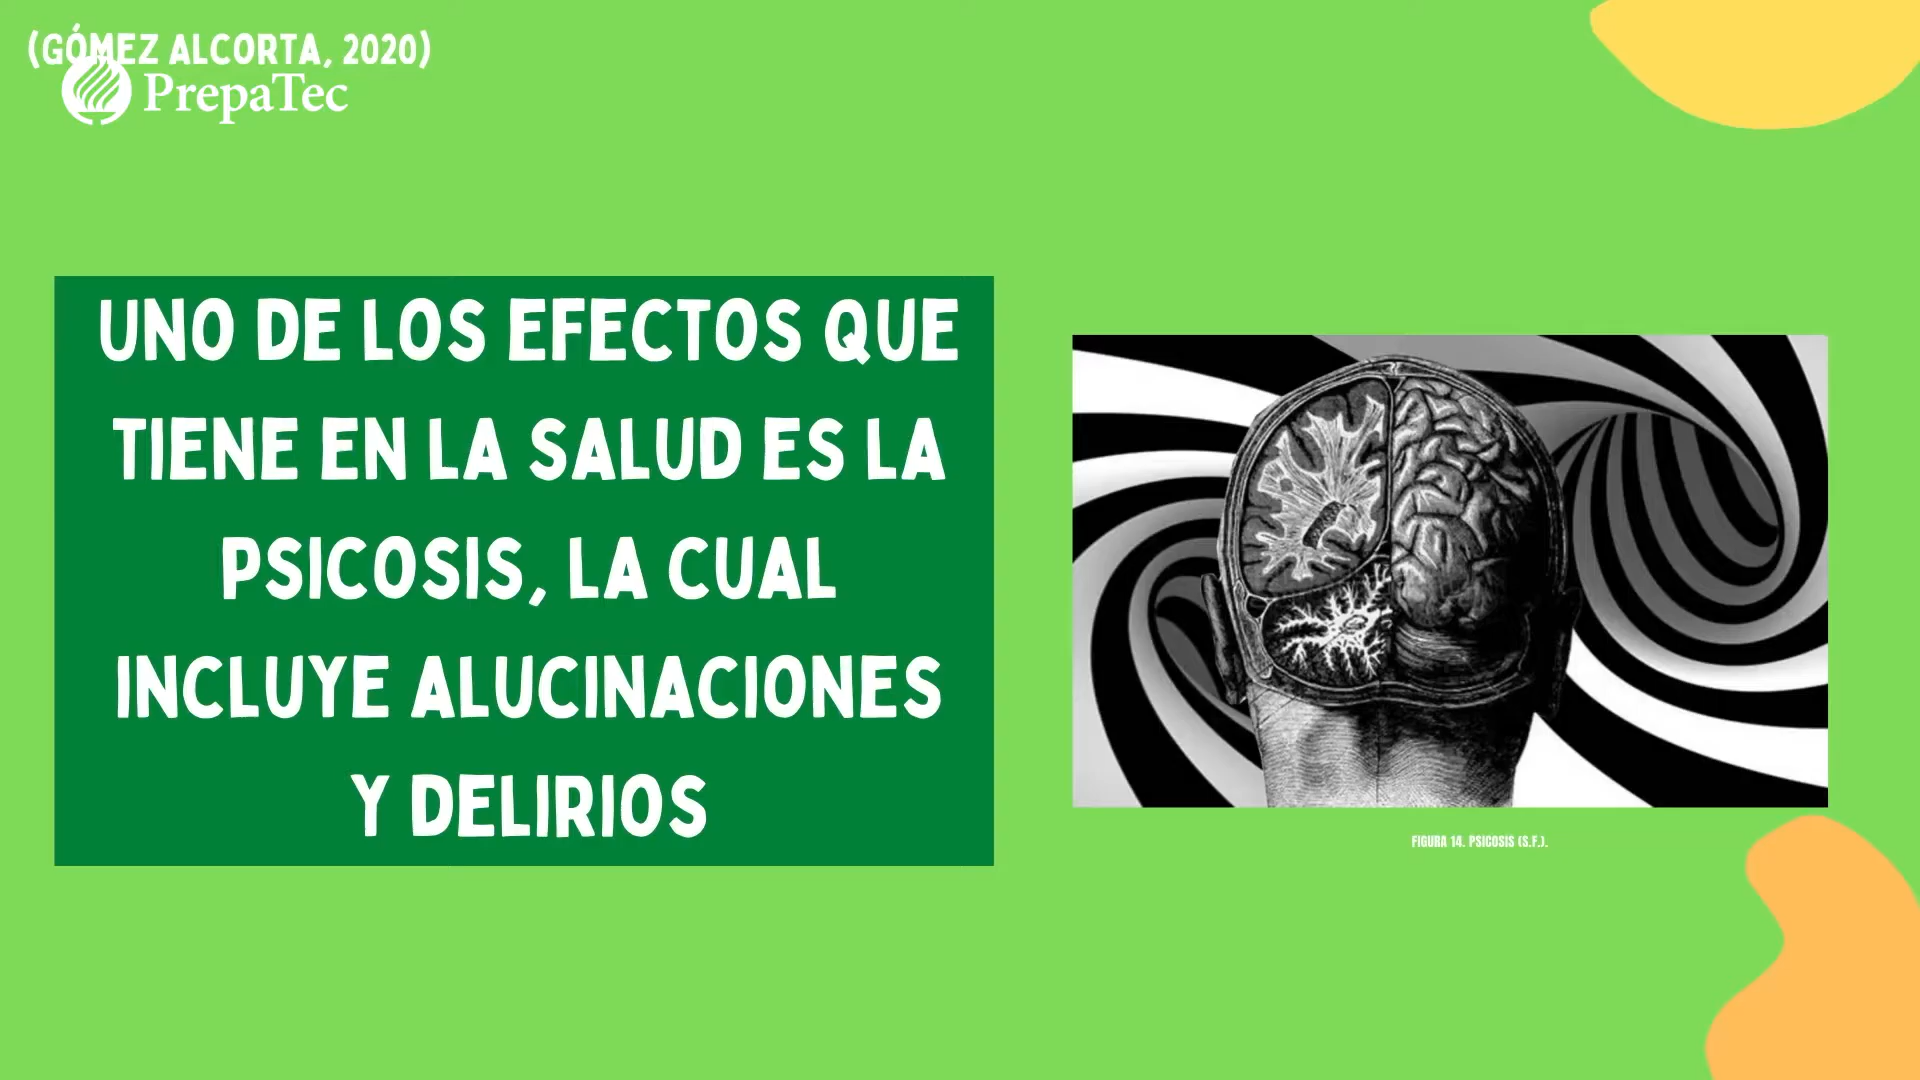 (GÓMEZ ALCORTA, 2020)
PrepaTec
UNO DE LOS EFECTOS QUE
TIENE EN LA SALUD ES LA
PSICOSIS, LA CUAL
INCLUYE ALUCINACIONES
Y DELIRIOS
FIGURA 14. PSICOSIS (S.F.).